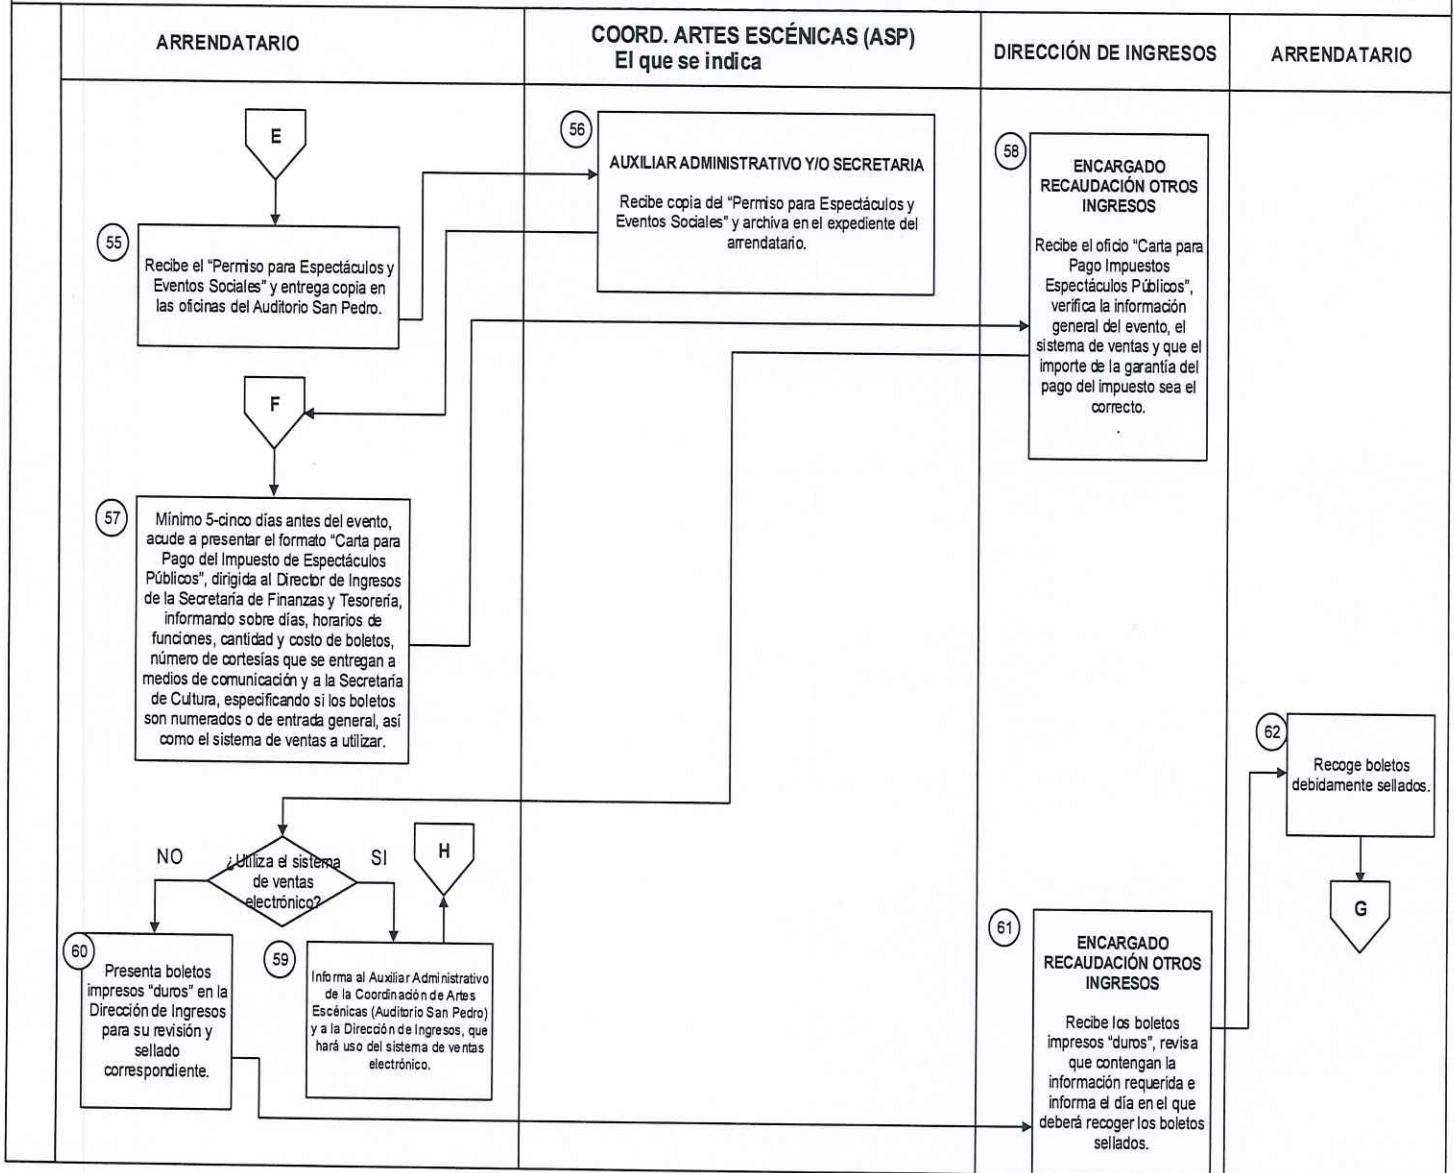 ARRENDATARIO
COORD. ARTES ESCÉNICAS (ASP)
El que se indica
DIRECCIÓN DE INGRESOS
ARRENDATARIO
E
55
Recibe el “Permiso para Espectáculos y
Eventos Sociales” y entrega copia en
las oficinas del Auditorio San Pedro.
56
AUXILIAR ADMINISTRATIVO Y/O SECRETARIA
Recibe copia del “Permiso para Espectáculos y
Eventos Sociales” y archiva en el expediente del
arrendatario.
F
57
Mínimo 5-cinco días antes del evento,
acude a presentar el formato “Carta para
Pago del Impuesto de Espectáculos
Públicos”, dirigida al Director de Ingresos
de la Secretaría de Finanzas y Tesorería,
informando sobre días, horarios de
funciones, cantidad y costo de boletos,
número de cortesías que se entregan a
medios de comunicación y a la Secretaría
de Cultura, especificando si los boletos
son numerados o de entrada general, así
como el sistema de ventas a utilizar.
58
ENCARGADO
RECAUDACIÓN OTROS
INGRESOS
Recibe el oficio “Carta para
Pago Impuestos
Espectáculos Públicos”,
verifica la información
general del evento, el
sistema de ventas y que el
importe de la garantía del
pago del impuesto sea el
correcto.
NO
¿Utiliza el sistema
de ventas
electrónico?
SI
H
59
Informa al Auxiliar Administrativo
de la Coordinación de Artes
Escénicas (Auditorio San Pedro)
y a la Dirección de Ingresos, que
hará uso del sistema de ventas
electrónico.
60
Presenta boletos
impresos “duros” en la
Dirección de Ingresos
para su revisión y
sellado
correspondiente.
61
ENCARGADO
RECAUDACIÓN OTROS
INGRESOS
Recibe los boletos
impresos “duros”, revisa
que contengan la
información requerida e
informa el día en el que
deberá recoger los boletos
sellados.
62
Recoge boletos
debidamente sellados.
G